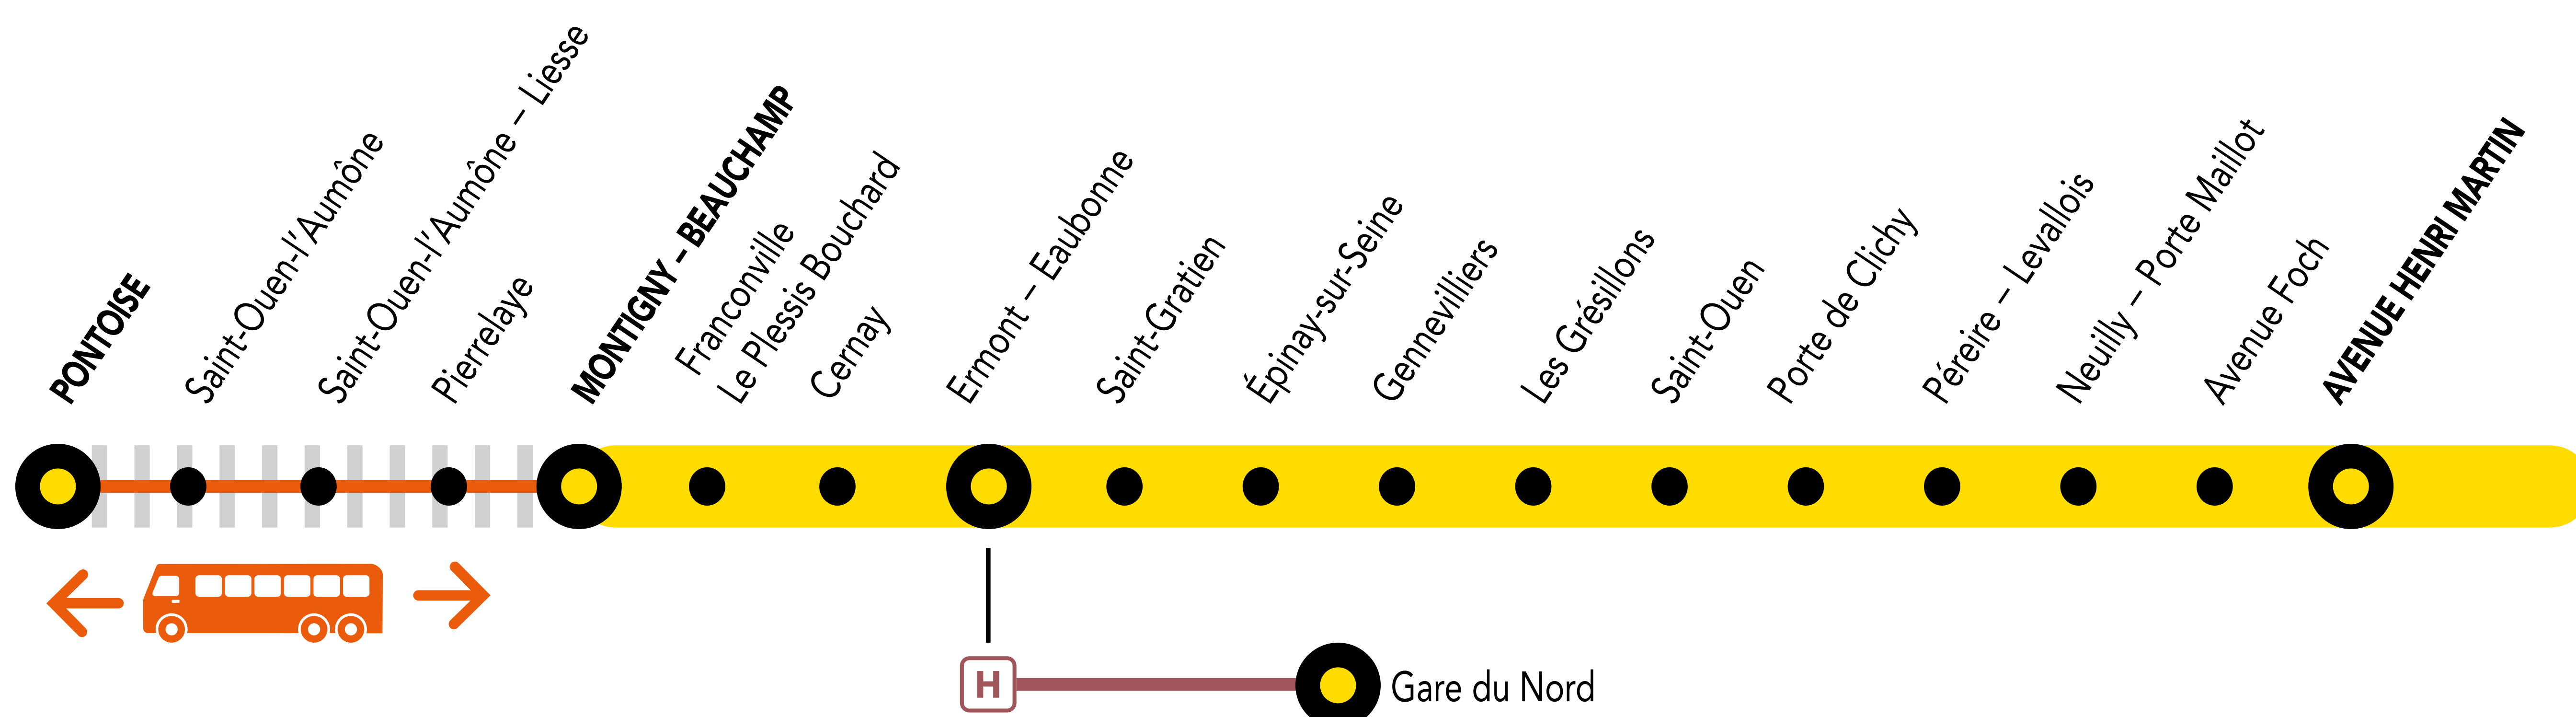 PONTOISE
Saint-Ouen-l'Aumône
Saint-Ouen-l'Aumône – Liesse
Pierrelaye
MONTIGNY – BEAUCHAMP
Franconville
Le Plessis Bouchard
Cernay
Ermont – Eaubonne
Saint-Gratien
Épinay-sur-Seine
Gennevilliers
Les Grésillons
Saint-Ouen
Porte de Clichy
Péreire – Levallois
Neuilly – Porte Maillot
Avenue Foch
AVENUE HENRI MARTIN
H
Gare du Nord